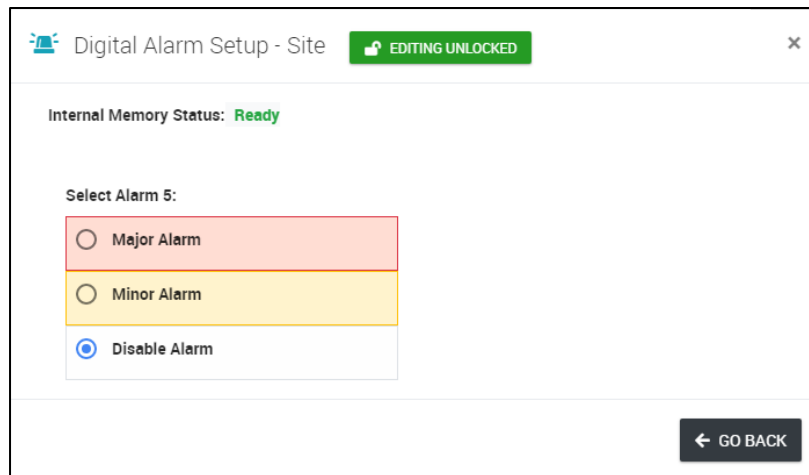 Digital Alarm Setup - Site EDITING UNLOCKED ×
Internal Memory Status: Ready
Select Alarm 5:
Major Alarm
Minor Alarm
Disable Alarm
GO BACK